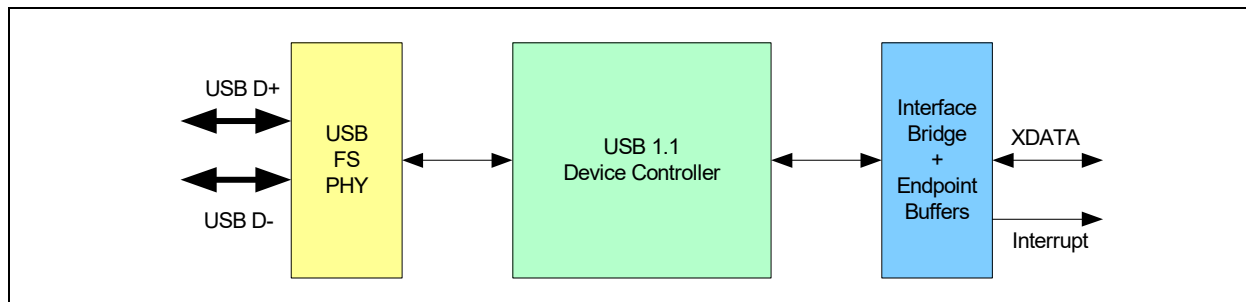 USB D+
USB D-
USB
FS
PHY
USB 1.1
Device Controller
Interface
Bridge
+
Endpoint
Buffers
XDATA
Interrupt